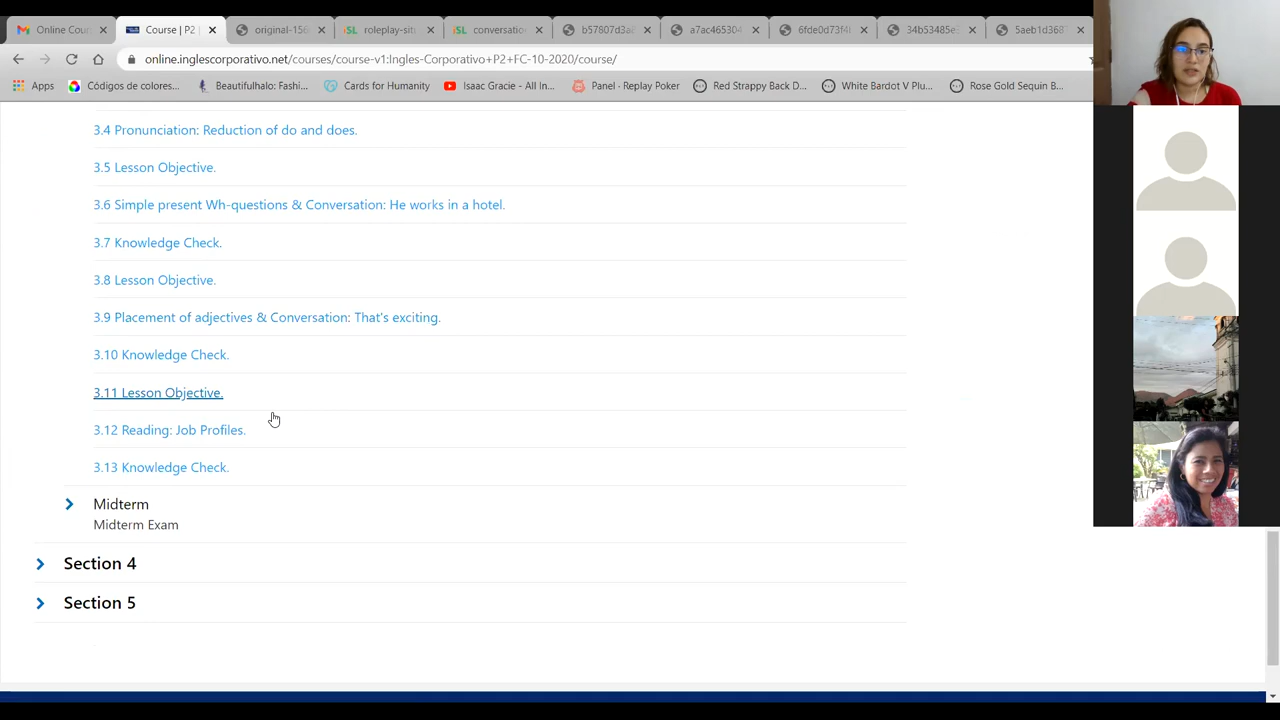 Online Cour
Course | P2 |
original-156
roleplay-situ
conversatio
b57807d3a
a7ac465304
6fde0d73f4
34b53485e
5aeb1d368
online.inglescorporativo.net/courses/course-v1:Ingles-Corporativo+P2+FC-10-2020/course/
Apps
Códigos de colores...
Beautifulhalo: Fashi...
Cards for Humanity
Isaac Gracie - All In...
Panel · Replay Poker
Red Strappy Back D...
White Bardot V Plu...
Rose Gold Sequin B...
3.4 Pronunciation: Reduction of do and does.
3.5 Lesson Objective.
3.6 Simple present Wh-questions & Conversation: He works in a hotel.
3.7 Knowledge Check.
3.8 Lesson Objective.
3.9 Placement of adjectives & Conversation: That's exciting.
3.10 Knowledge Check.
3.11 Lesson Objective.
3.12 Reading: Job Profiles.
3.13 Knowledge Check.
Midterm
Midterm Exam
Section 4
Section 5